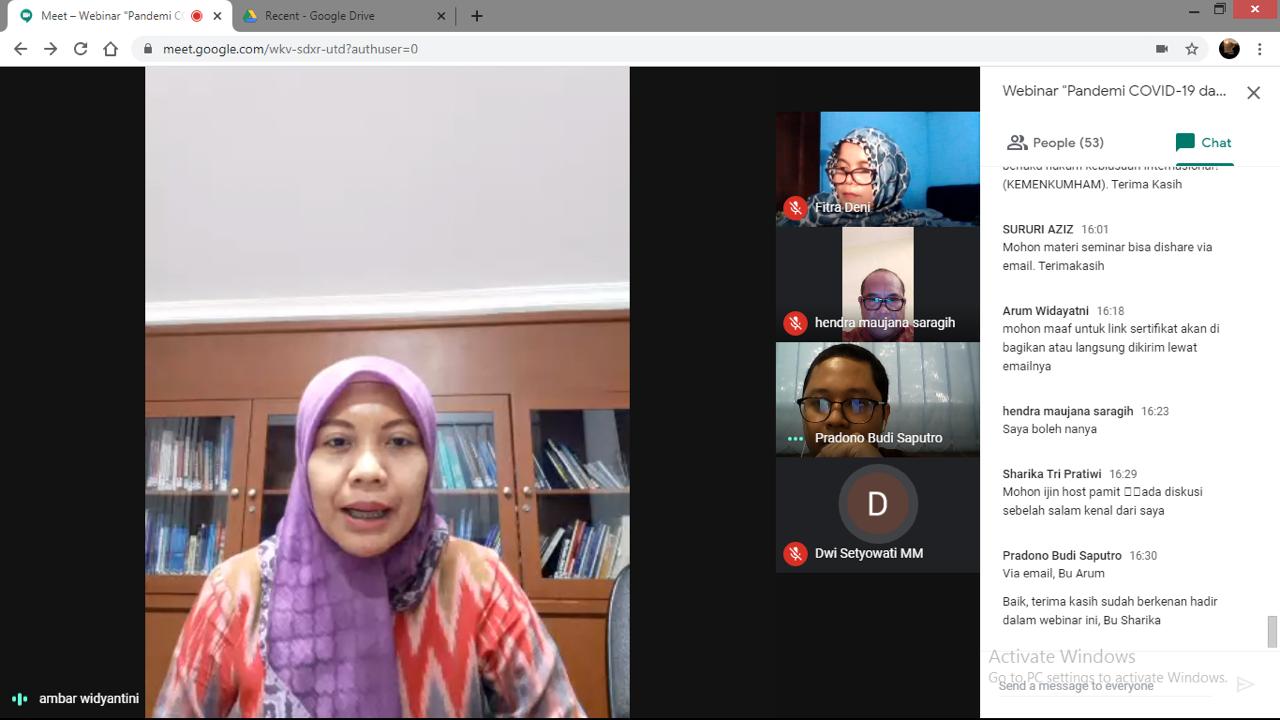 Meet – Webinar "Pandemi C
Recent - Google Drive
meet.google.com/wkv-sdxr-utd?authuser=0
Webinar "Pandemi COVID-19 da...
People (53)
Chat
(KEMENKUMHAM). Terima Kasih
SURURI AZIZ 16:01
Mohon materi seminar bisa dishare via
email. Terimakasih
Arum Widayatni 16:18
mohon maaf untuk link sertifikat akan di
bagikan atau langsung dikirim lewat
emailnya
hendra maujana saragih 16:23
Saya boleh nanya
Sharika Tri Pratiwi 16:29
Mohon ijin host pamit □□ada diskusi
sebelah salam kenal dari saya
Pradono Budi Saputro 16:30
Via email, Bu Arum
Baik, terima kasih sudah berkenan hadir
dalam webinar ini, Bu Sharika
Activate Windows
Go to PC settings to activate Windows.
Send a message to everyone
Fitra Deni
hendra maujana saragih
Pradono Budi Saputro
D
Dwi Setyowati MM
ambar widyantini